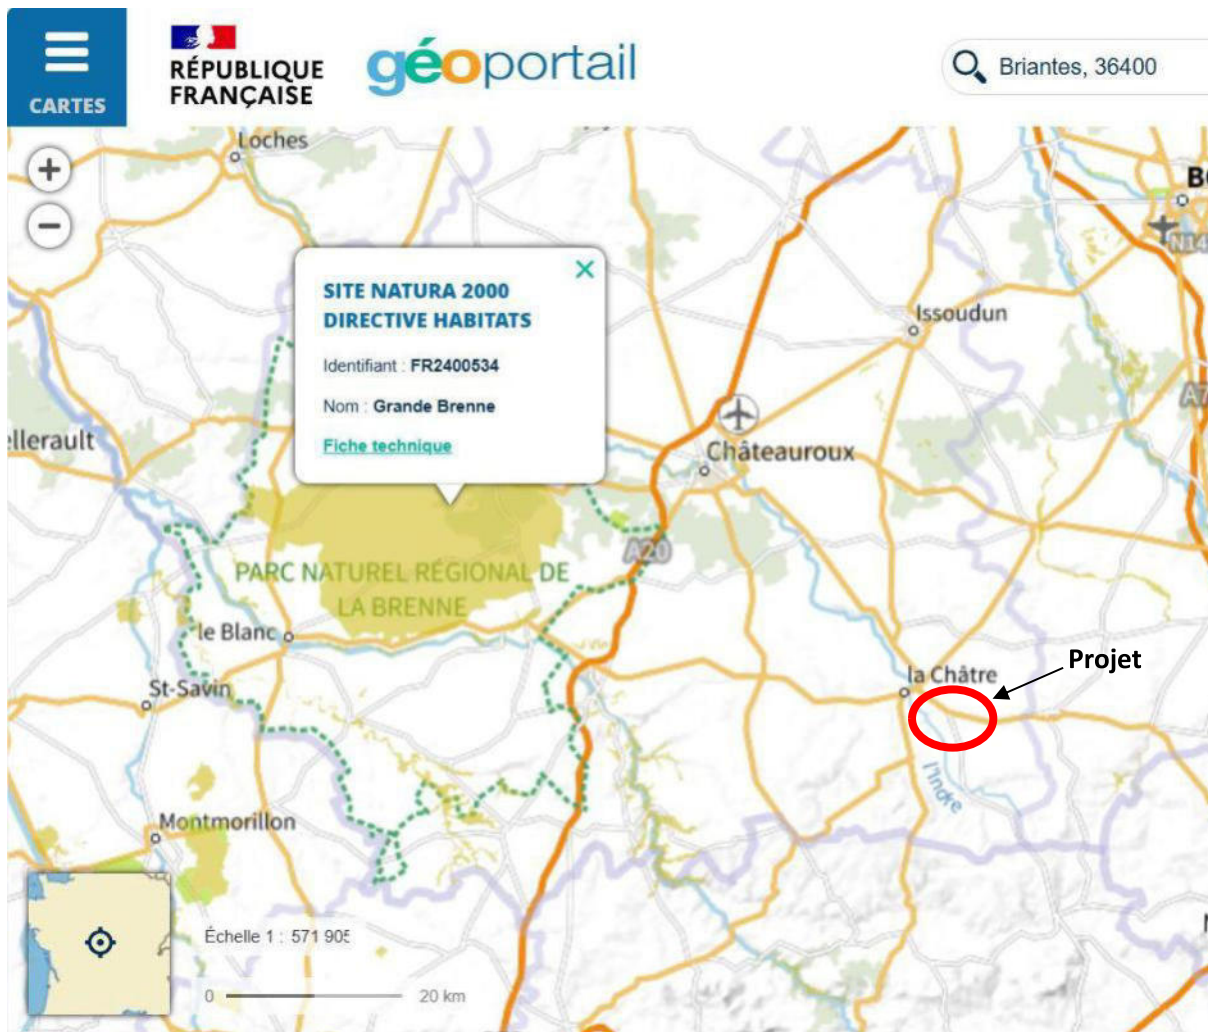 CARTES
RÉPUBLIQUE
FRANÇAISE
géoportail
Briantes, 36400
Loches
N14
SITE NATURA 2000
DIRECTIVE HABITATS
Identifiant : FR2400534
Nom : Grande Brenne
Fiche technique
Issoudun
ellerault
Châteauroux
A20
PARC NATUREL RÉGIONAL DE
LA BRENNE
le Blanc
Projet
la Châtre
St-Savin
l'Indre
Montmorillon
Échelle 1 : 571 905
0
20 km